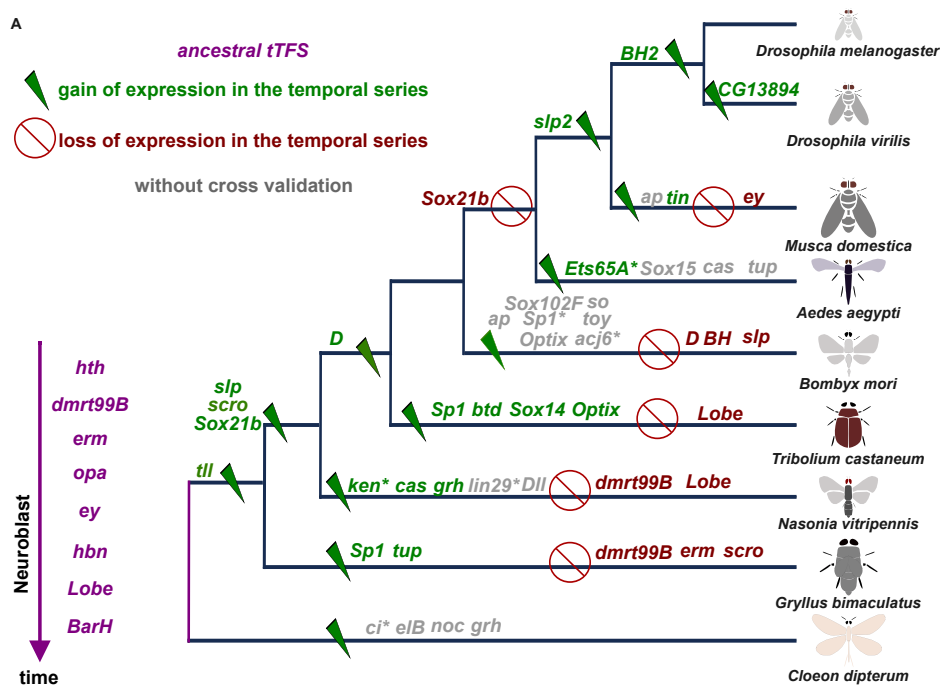 A
ancestral tTFS
gain of expression in the temporal series
loss of expression in the temporal series
without cross validation
BH2
CG13894
slp2
Sox21b
ap tin
ey
Ets65A* Sox15 cas tup
Sox102F so
ap Sp1* toy
Optix acj6*
D BH slp
D
Sp1 btd Sox14 Optix
Lobe
slp
scro
Sox21b
tll
ken* cas grh lin29* Dll
dmrt99B Lobe
Sp1 tup
dmrt99B erm scro
ci* elB noc grh
Drosophila melanogaster
Drosophila virilis
Musca domestica
Aedes aegypti
Bombyx mori
Tribolium castaneum
Nasonia vitripennis
Gryllus bimaculatus
Cloeon dipterum
Neuroblast
time
hth
dmrt99B
erm
opa
ey
hbn
Lobe
BarH